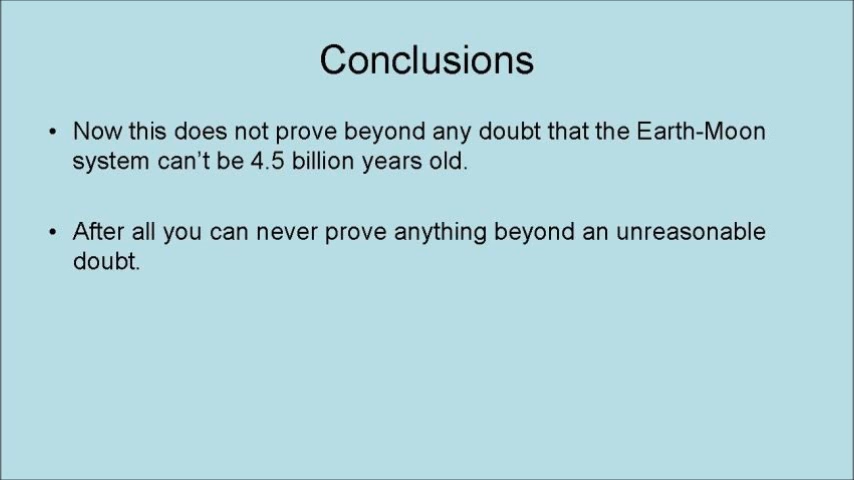 Conclusions
• Now this does not prove beyond any doubt that the Earth-Moon
system can't be 4.5 billion years old.
• After all you can never prove anything beyond an unreasonable
doubt.